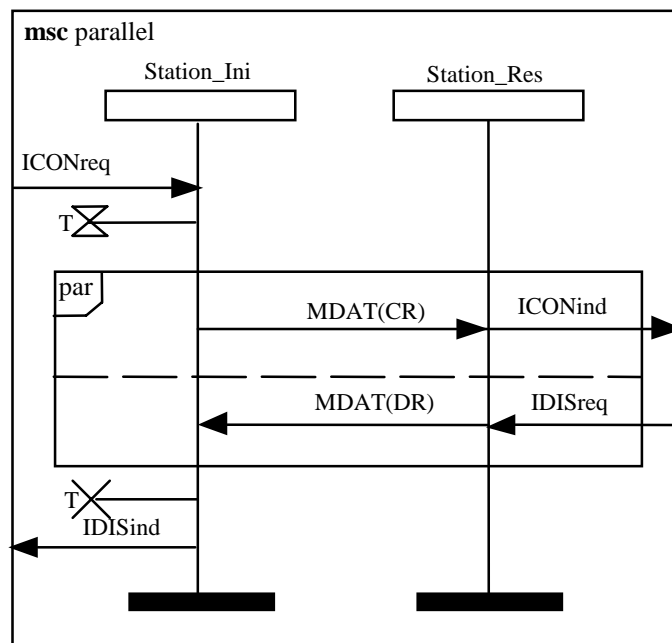 msc parallel
Station_Ini
Station_Res
ICONreq
T
par
MDAT(CR)
ICONind
MDAT(DR)
IDISreq
T
IDISind